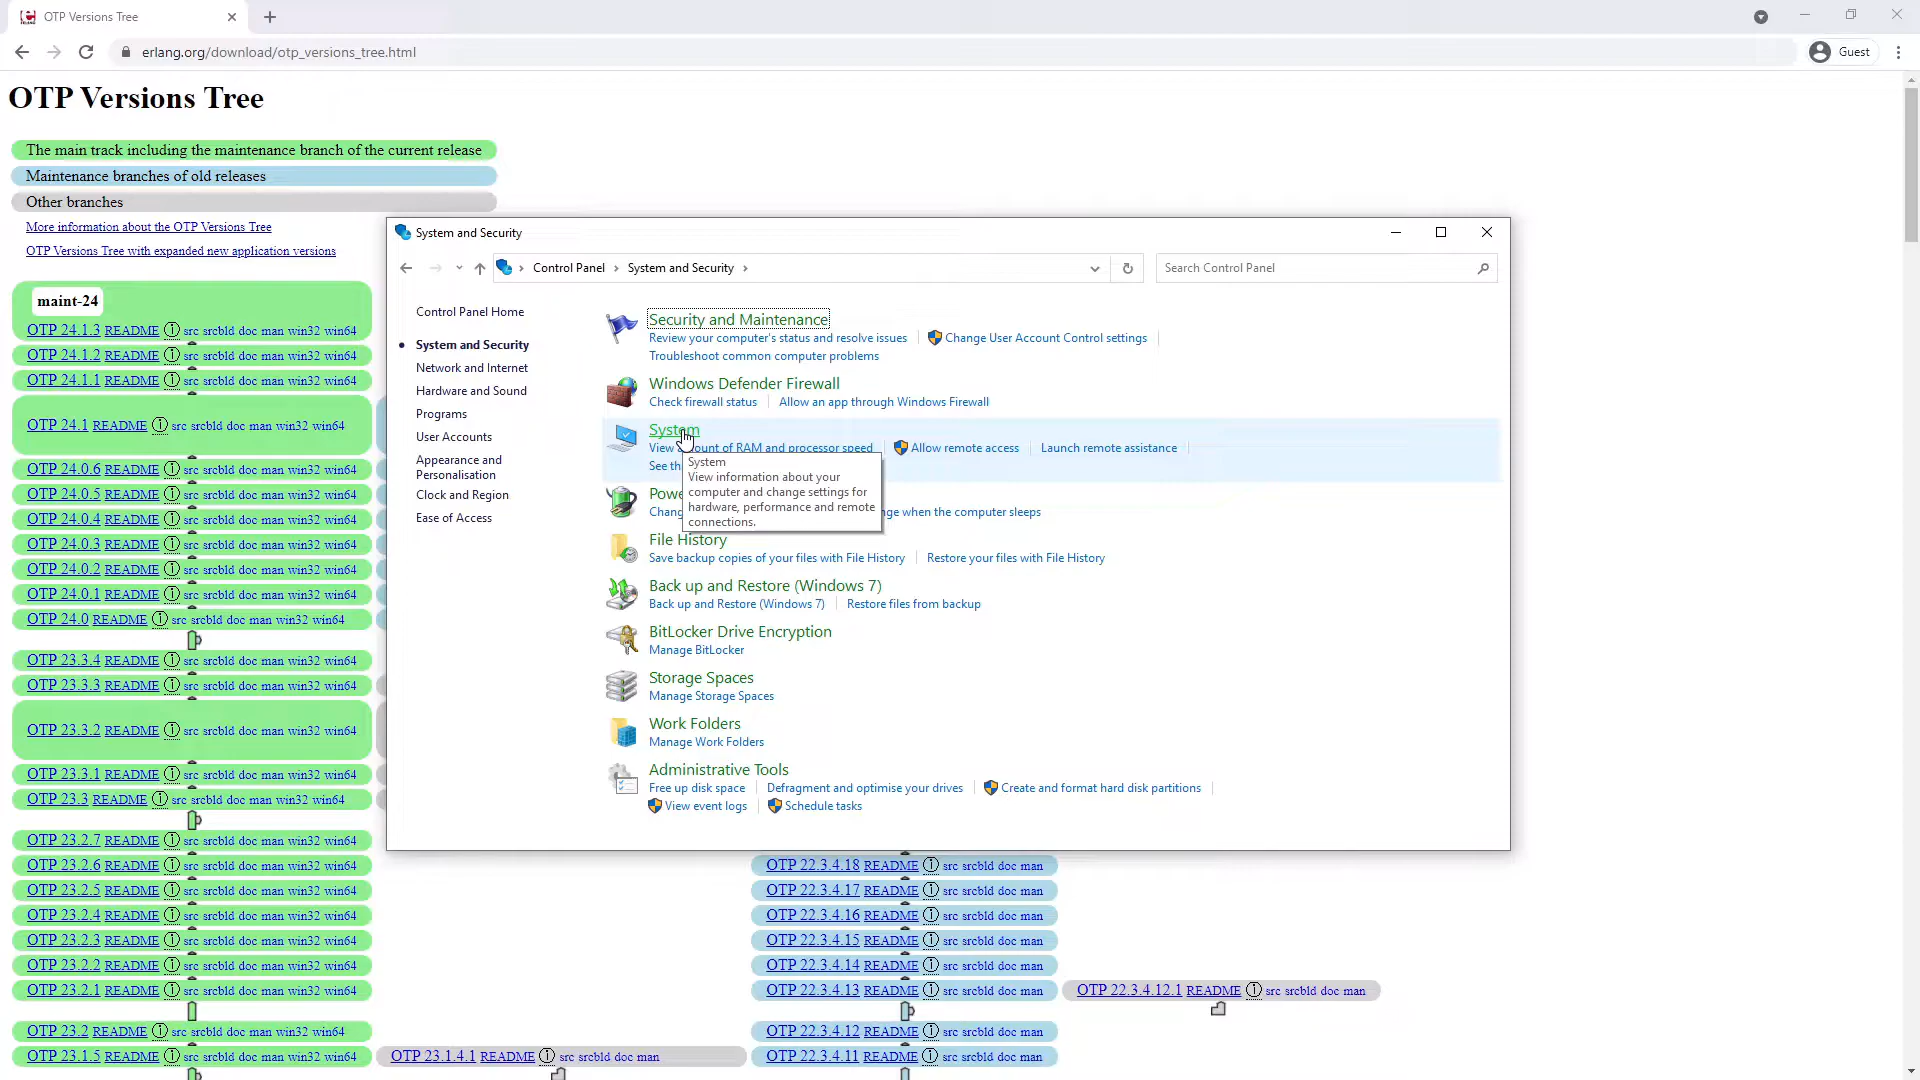 OTP Versions Tree
erlang.org/download/otp_versions_tree.html
Guest
OTP Versions Tree
The main track including the maintenance branch of the current release
Maintenance branches of old releases
Other branches
More information about the OTP Versions Tree
OTP Versions Tree with expanded new application versions
maint-24
OTP 24.1.3 README src srcbld doc man win32 win64
OTP 24.1.2 README src srcbld doc man win32 win64
OTP 24.1.1 README src srcbld doc man win32 win64
OTP 24.1 README src srcbld doc man win32 win64
OTP 24.0.6 README src srcbld doc man win32 win64
OTP 24.0.5 README src srcbld doc man win32 win64
OTP 24.0.4 README src srcbld doc man win32 win64
OTP 24.0.3 README src srcbld doc man win32 win64
OTP 24.0.2 README src srcbld doc man win32 win64
OTP 24.0.1 README src srcbld doc man win32 win64
OTP 24.0 README src srcbld doc man win32 win64
OTP 23.3.4 README src srcbld doc man win32 win64
OTP 23.3.3 README src srcbld doc man win32 win64
OTP 23.3.2 README src srcbld doc man win32 win64
OTP 23.3.1 README src srcbld doc man win32 win64
OTP 23.3 README src srcbld doc man win32 win64
OTP 23.2.7 README src srcbld doc man win32 win64
OTP 23.2.6 README src srcbld doc man win32 win64
OTP 23.2.5 README src srcbld doc man win32 win64
OTP 23.2.4 README src srcbld doc man win32 win64
OTP 23.2.3 README src srcbld doc man win32 win64
OTP 23.2.2 README src srcbld doc man win32 win64
OTP 23.2.1 README src srcbld doc man win32 win64
OTP 23.2 README src srcbld doc man win32 win64
OTP 23.1.5 README src srcbld doc man win32 win64
OTP 23.1.4.1 README src srcbld doc man
OTP 22.3.4.18 README src srcbld doc man
OTP 22.3.4.17 README src srcbld doc man
OTP 22.3.4.16 README src srcbld doc man
OTP 22.3.4.15 README src srcbld doc man
OTP 22.3.4.14 README src srcbld doc man
OTP 22.3.4.13 README src srcbld doc man
OTP 22.3.4.12 README src srcbld doc man
OTP 22.3.4.11 README src srcbld doc man
OTP 22.3.4.12.1 README src srcbld doc man
System and Security
Control Panel > System and Security >
Search Control Panel
Control Panel Home
System and Security
Network and Internet
Hardware and Sound
Programs
User Accounts
Appearance and
Personalisation
Clock and Region
Ease of Access
Security and Maintenance
Review your computer's status and resolve issues
Change User Account Control settings
Troubleshoot common computer problems
Windows Defender Firewall
Check firewall status
Allow an app through Windows Firewall
System
View amount of RAM and processor speed
Allow remote access
Launch remote assistance
System
View information about your
computer and change settings for
hardware, performance and remote
connections.
when the computer sleeps
File History
Save backup copies of your files with File History
Restore your files with File History
Back up and Restore (Windows 7)
Back up and Restore (Windows 7)
Restore files from backup
BitLocker Drive Encryption
Manage BitLocker
Storage Spaces
Manage Storage Spaces
Work Folders
Manage Work Folders
Administrative Tools
Free up disk space
Defragment and optimise your drives
Create and format hard disk partitions
View event logs
Schedule tasks